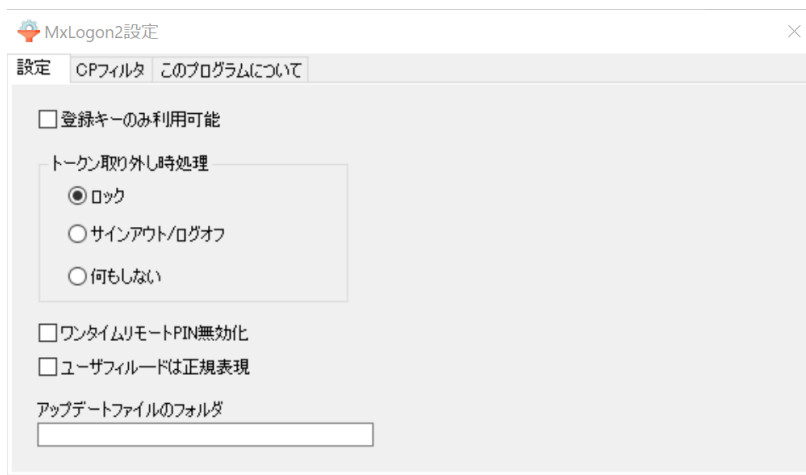 MxLogon2設定
設定 CPフィルタ このプログラムについて
登録キーのみ利用可能
トークン取り外し時処理
ロック
サインアウト/ログオフ
何もしない
ワンタイムリモートPIN無効化
ユーザフィルードは正規表現
アップデートファイルのフォルダ